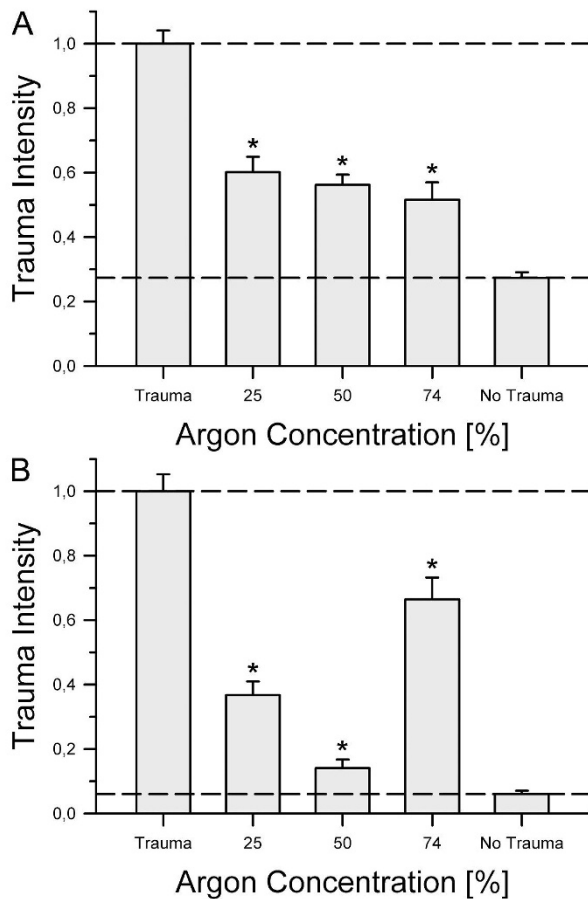 A
Trauma Intensity
1,0
0,8
0,6
0,4
0,2
0,0
* * *
Trauma 25 50 74 No Trauma
Argon Concentration [%]
B
Trauma Intensity
1,0
0,8
0,6
0,4
0,2
0,0
* * *
Trauma 25 50 74 No Trauma
Argon Concentration [%]